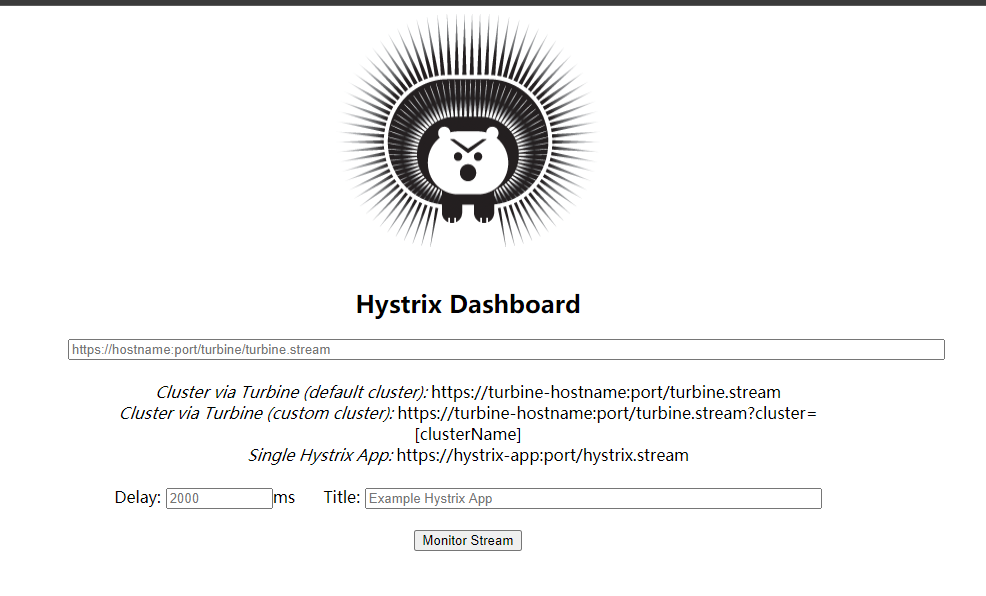 Hystrix Dashboard
https://hostname:port/turbine/turbine.stream
Cluster via Turbine (default cluster): https://turbine-hostname:port/turbine.stream
Cluster via Turbine (custom cluster): https://turbine-hostname:port/turbine.stream?cluster=
[clusterName]
Single Hystrix App: https://hystrix-app:port/hystrix.stream
Delay: 2000 ms Title: Example Hystrix App
Monitor Stream